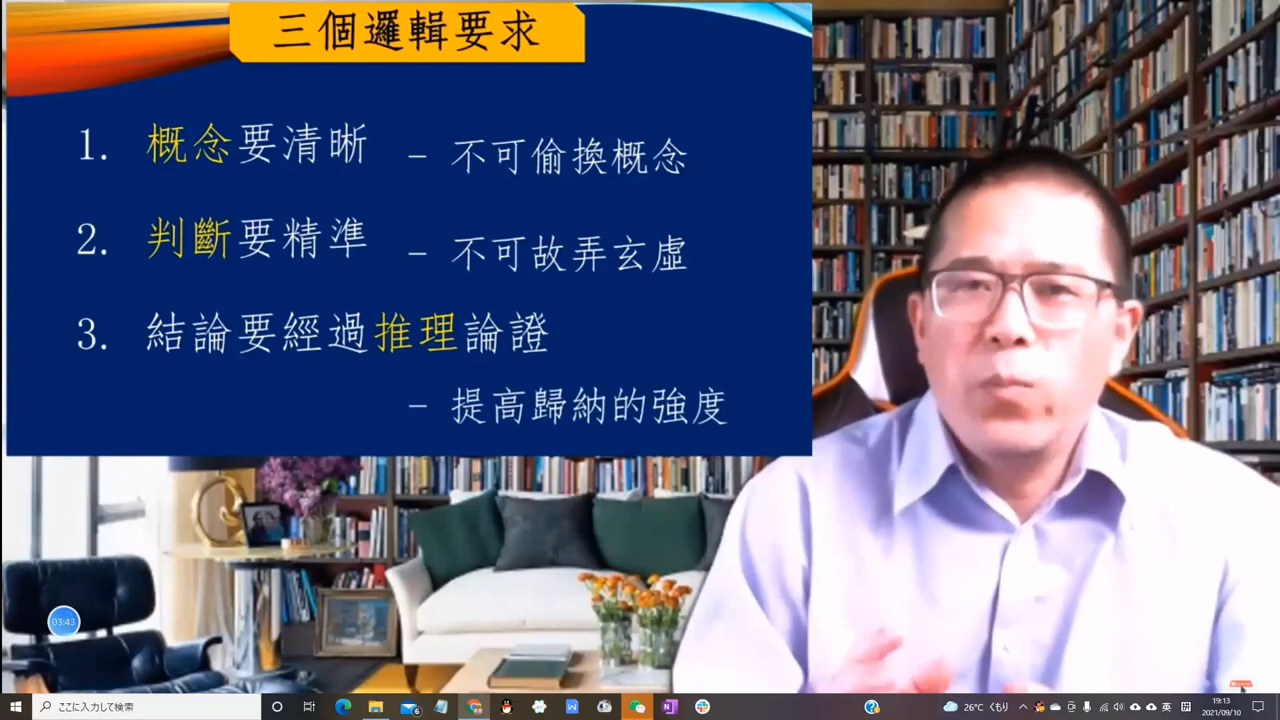 三個邏輯要求
1. 概念要清晰 - 不可偷換概念
2. 判斷要精準 - 不可故弄玄虛
3. 結論要經過推理論證
- 提高歸納的強度
03:43
ここに入力して検索
6
26°C くもり
英
19:13
2021/09/10